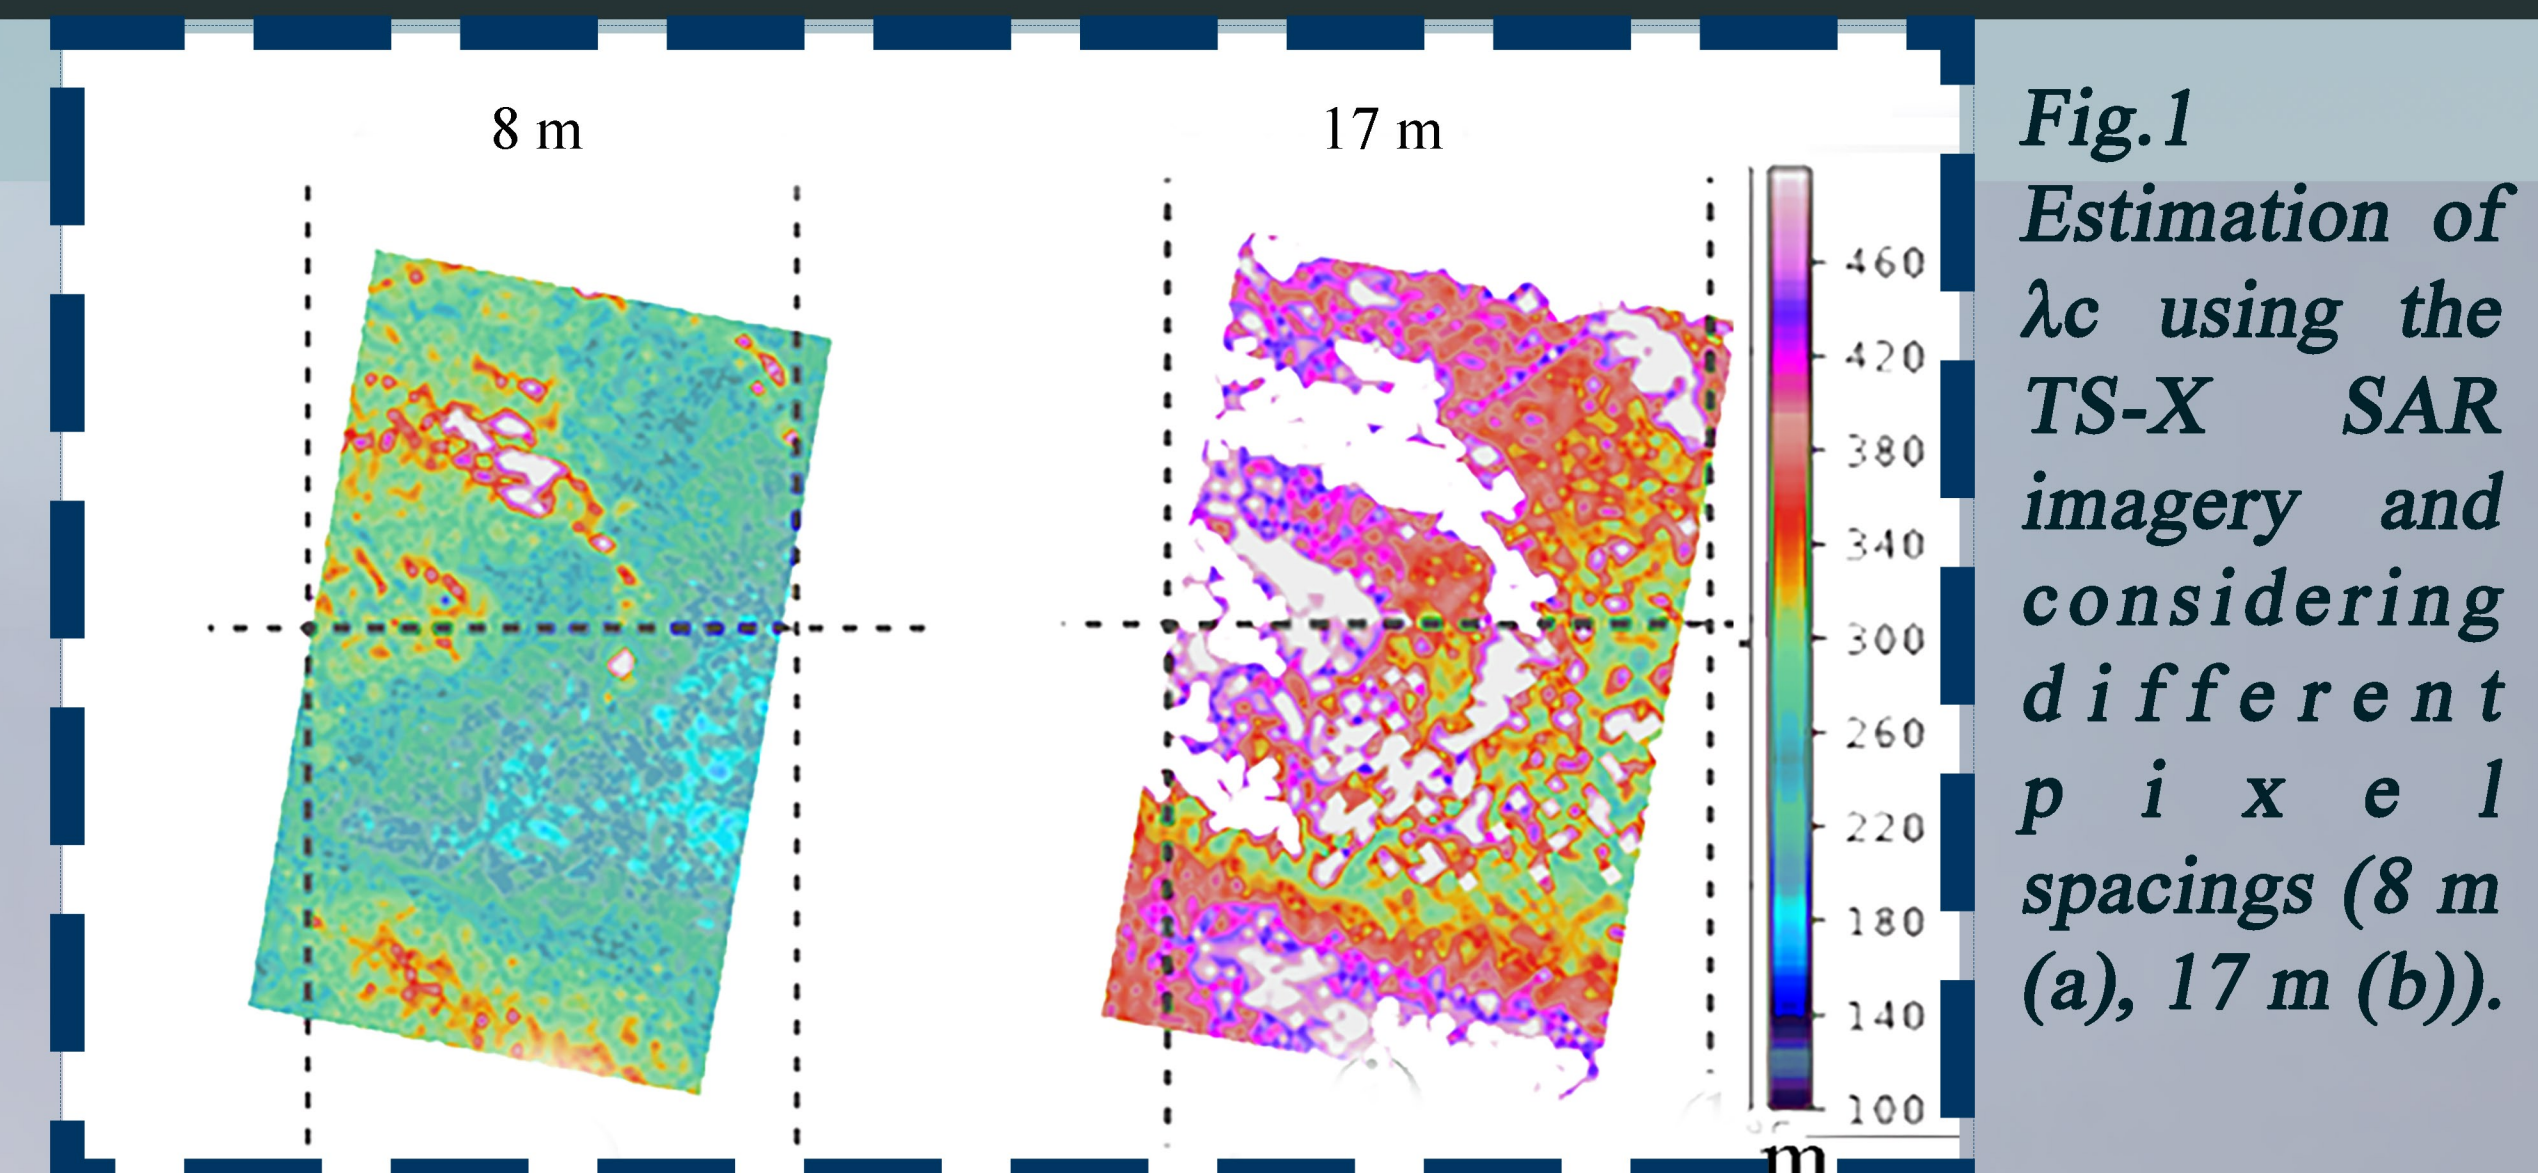 8 m
17 m
460
420
380
340
300
260
220
180
140
100
m
Fig.1
Estimation of
λc using the
TS-X SAR
imagery and
considering
different
pixel
spacings (8 m
(a), 17 m (b)).